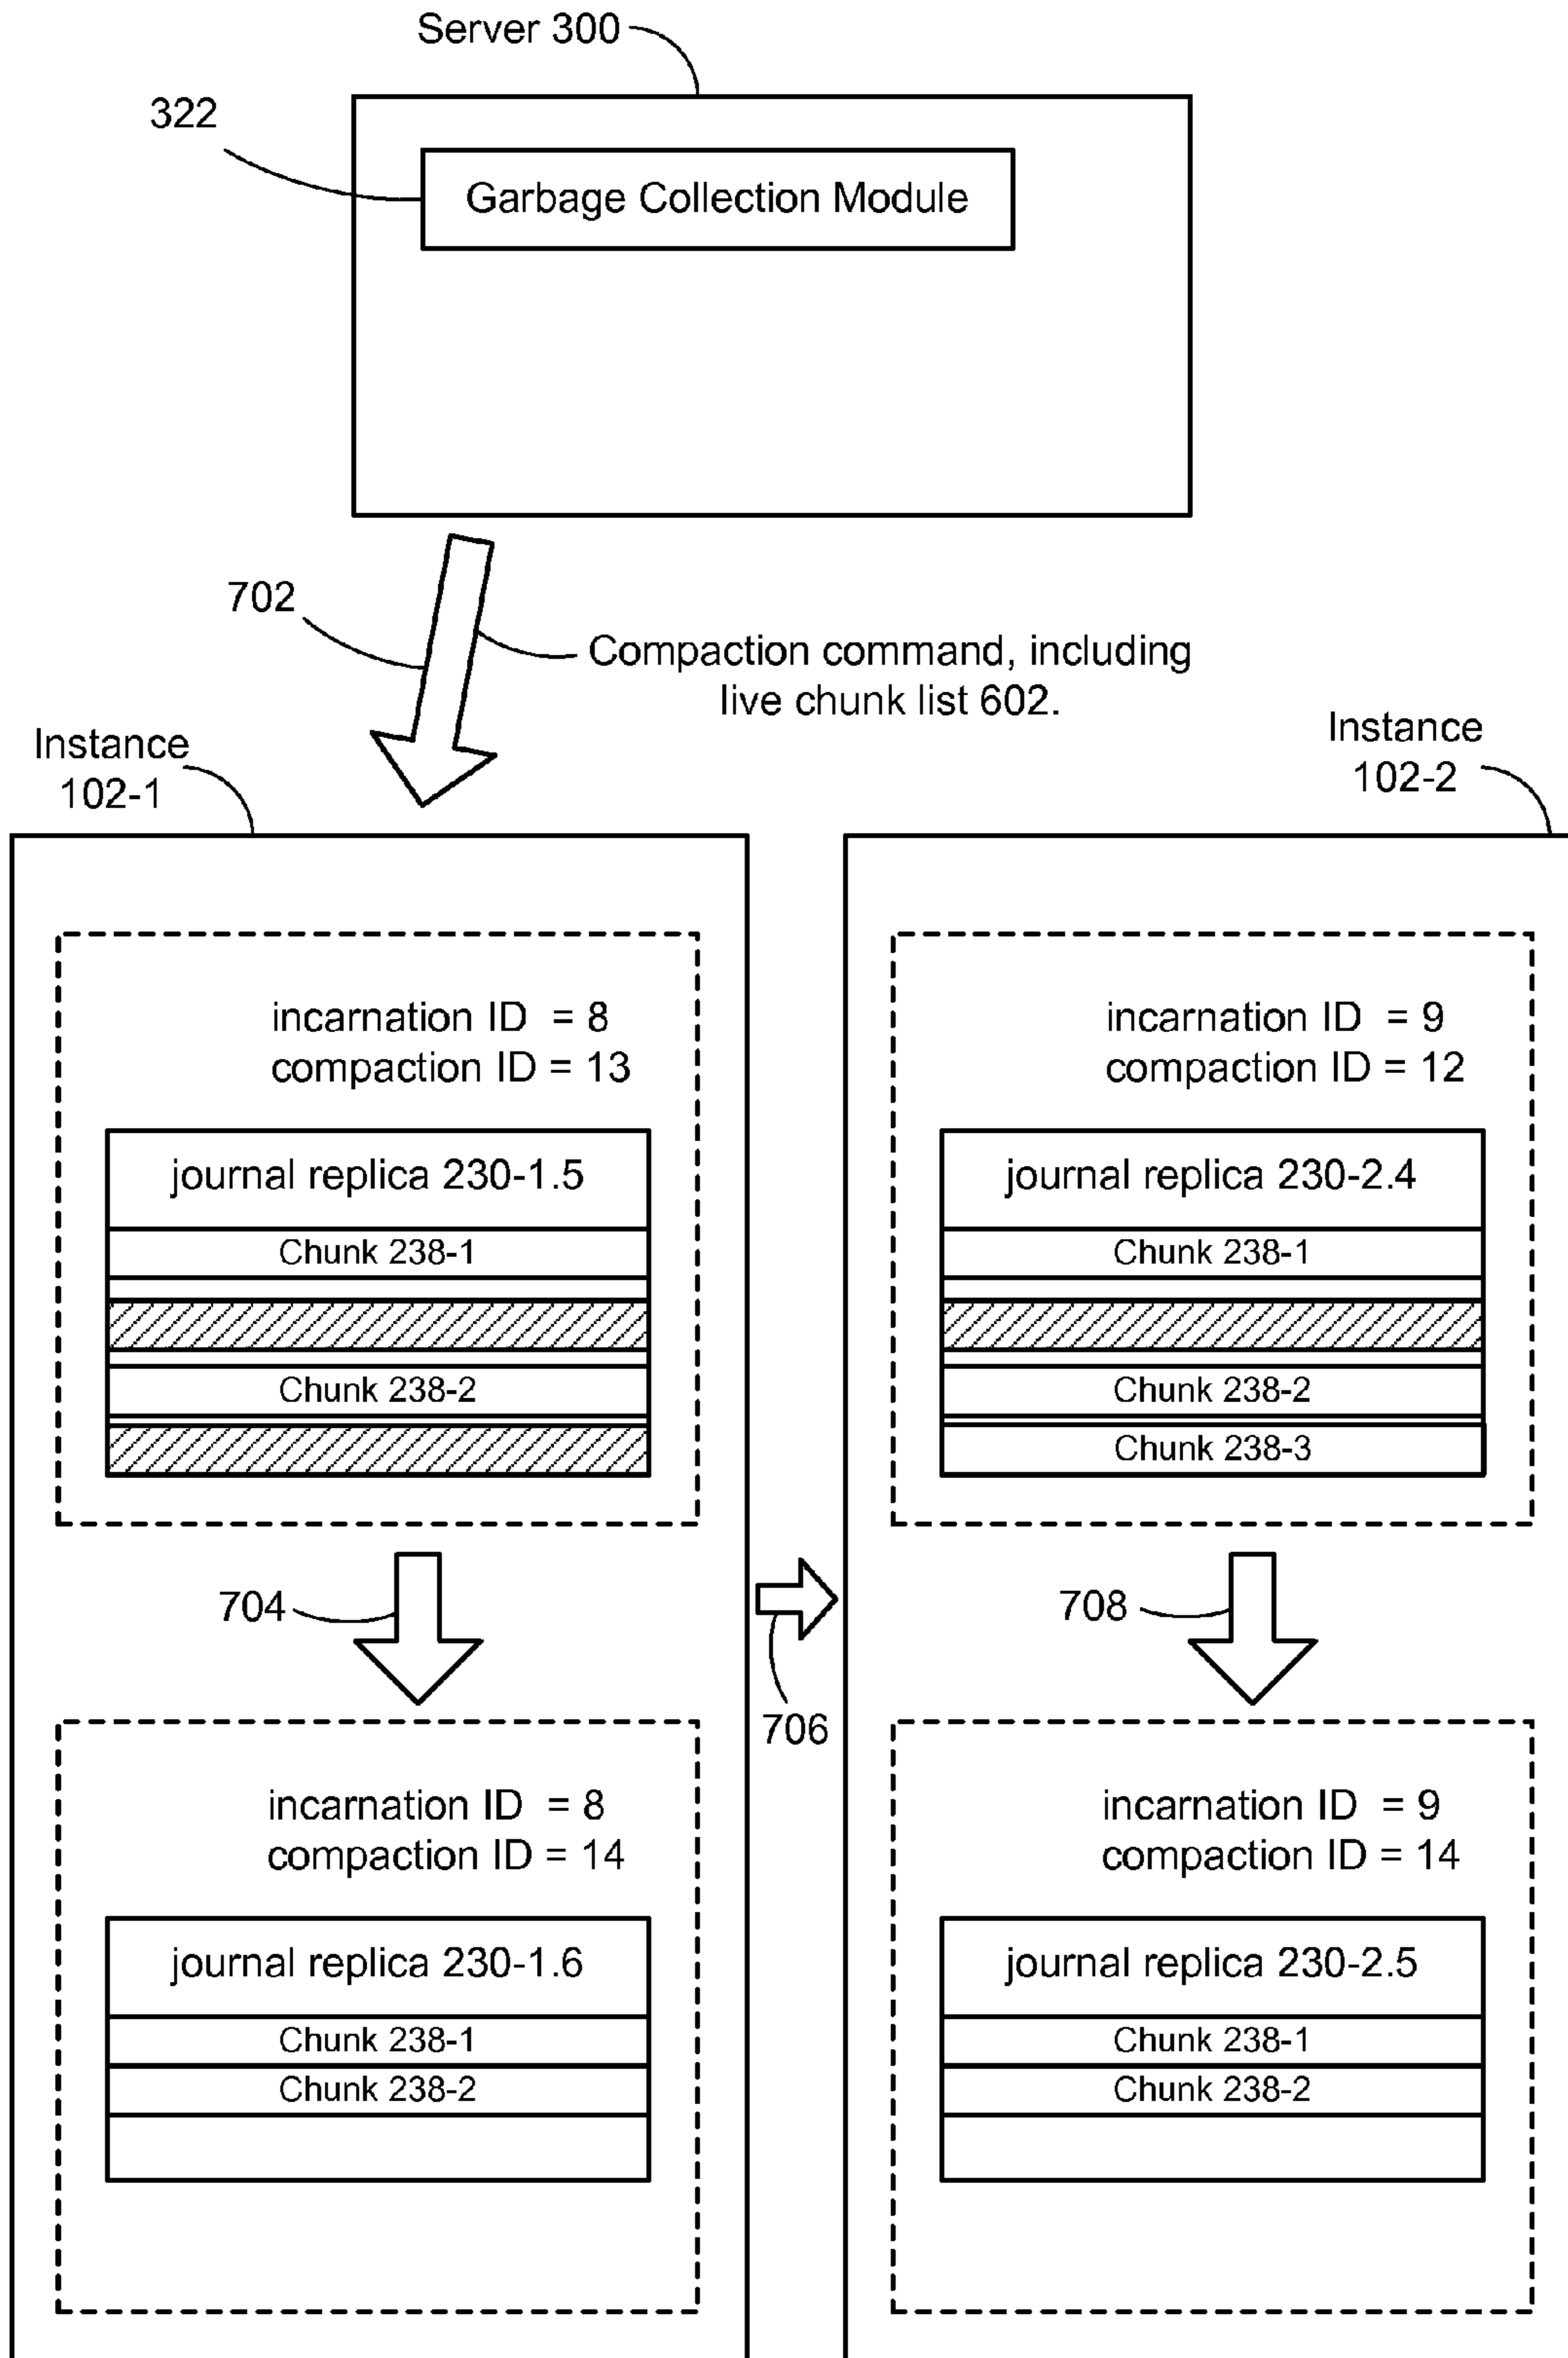 Server 300
322
Garbage Collection Module
702
Compaction command, including
live chunk list 602.
Instance
102-1
Instance
102-2
incarnation ID = 8
compaction ID = 13
journal replica 230-1.5
Chunk 238-1
Chunk 238-2
incarnation ID = 9
compaction ID = 12
journal replica 230-2.4
Chunk 238-1
Chunk 238-2
Chunk 238-3
704
706
708
incarnation ID = 8
compaction ID = 14
journal replica 230-1.6
Chunk 238-1
Chunk 238-2
incarnation ID = 9
compaction ID = 14
journal replica 230-2.5
Chunk 238-1
Chunk 238-2